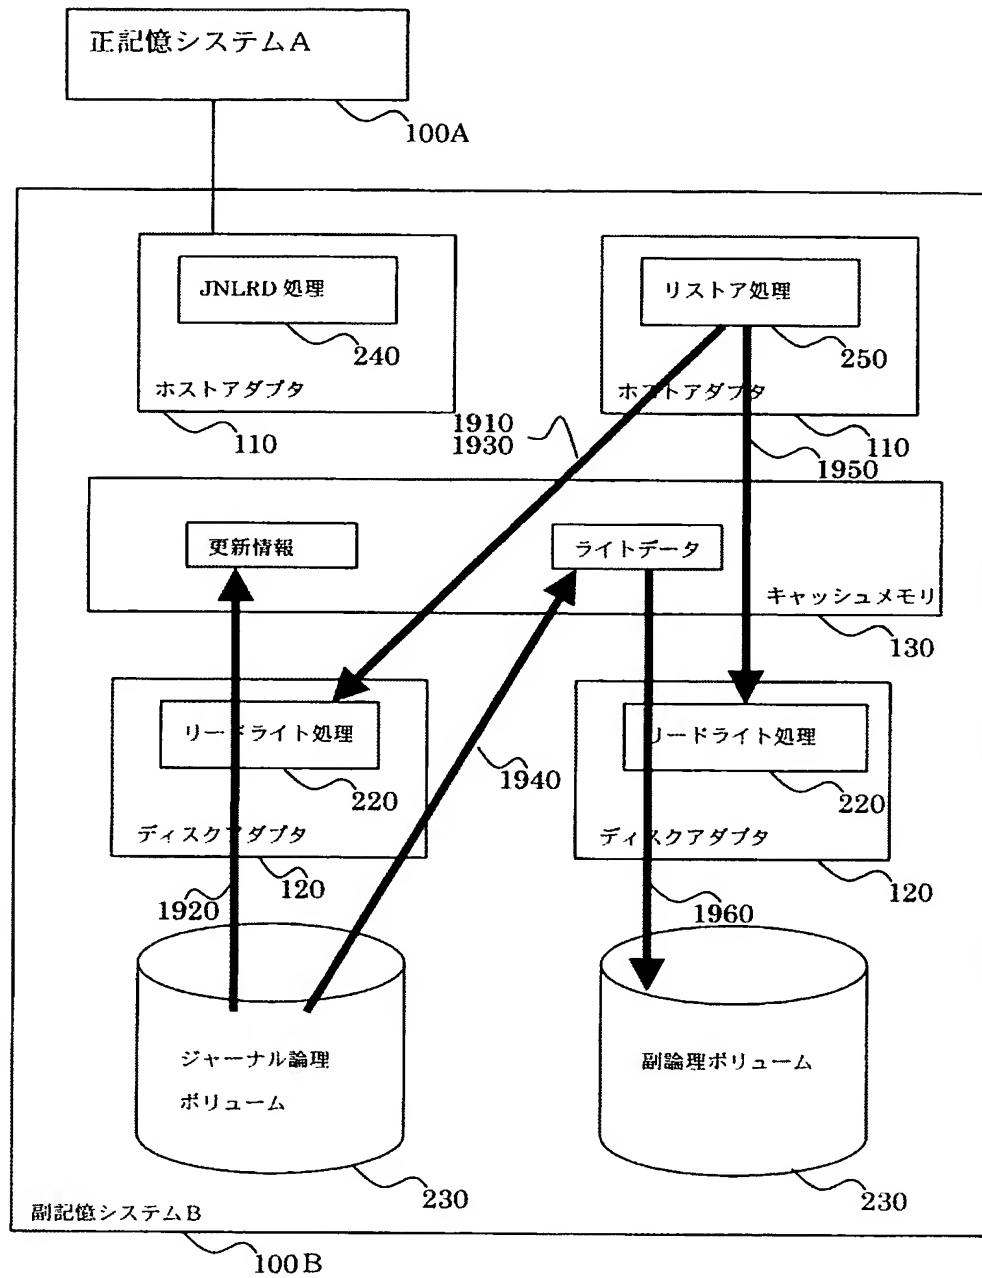 正記憶システムA
100A
JNLRD 処理
240
ホストアダプタ
110
リストア処理
250
ホストアダプタ
110
1910
1930
1950
更新情報
ライトデータ
キャッシュメモリ
130
リードライト処理
220
ディスクアダプタ
120
1940
リードライト処理
220
ディスクアダプタ
120
1920
1960
ジャーナル論理
ボリューム
230
副論理ボリューム
230
副記憶システムB
100B